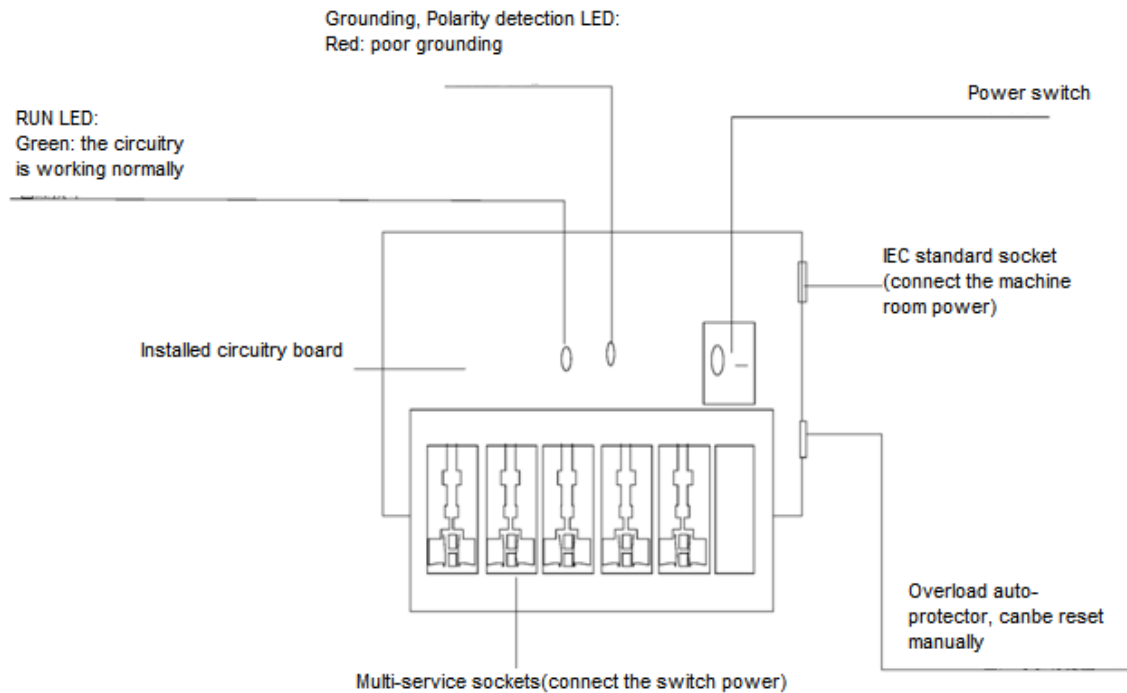 Grounding, Polarity detection LED:
Red: poor grounding
Power switch
RUN LED:
Green: the circuitry
is working normally
IEC standard socket
(connect the machine
room power)
Installed circuitry board
Overload auto-
protector, canbe reset
manually
Multi-service sockets(connect the switch power)